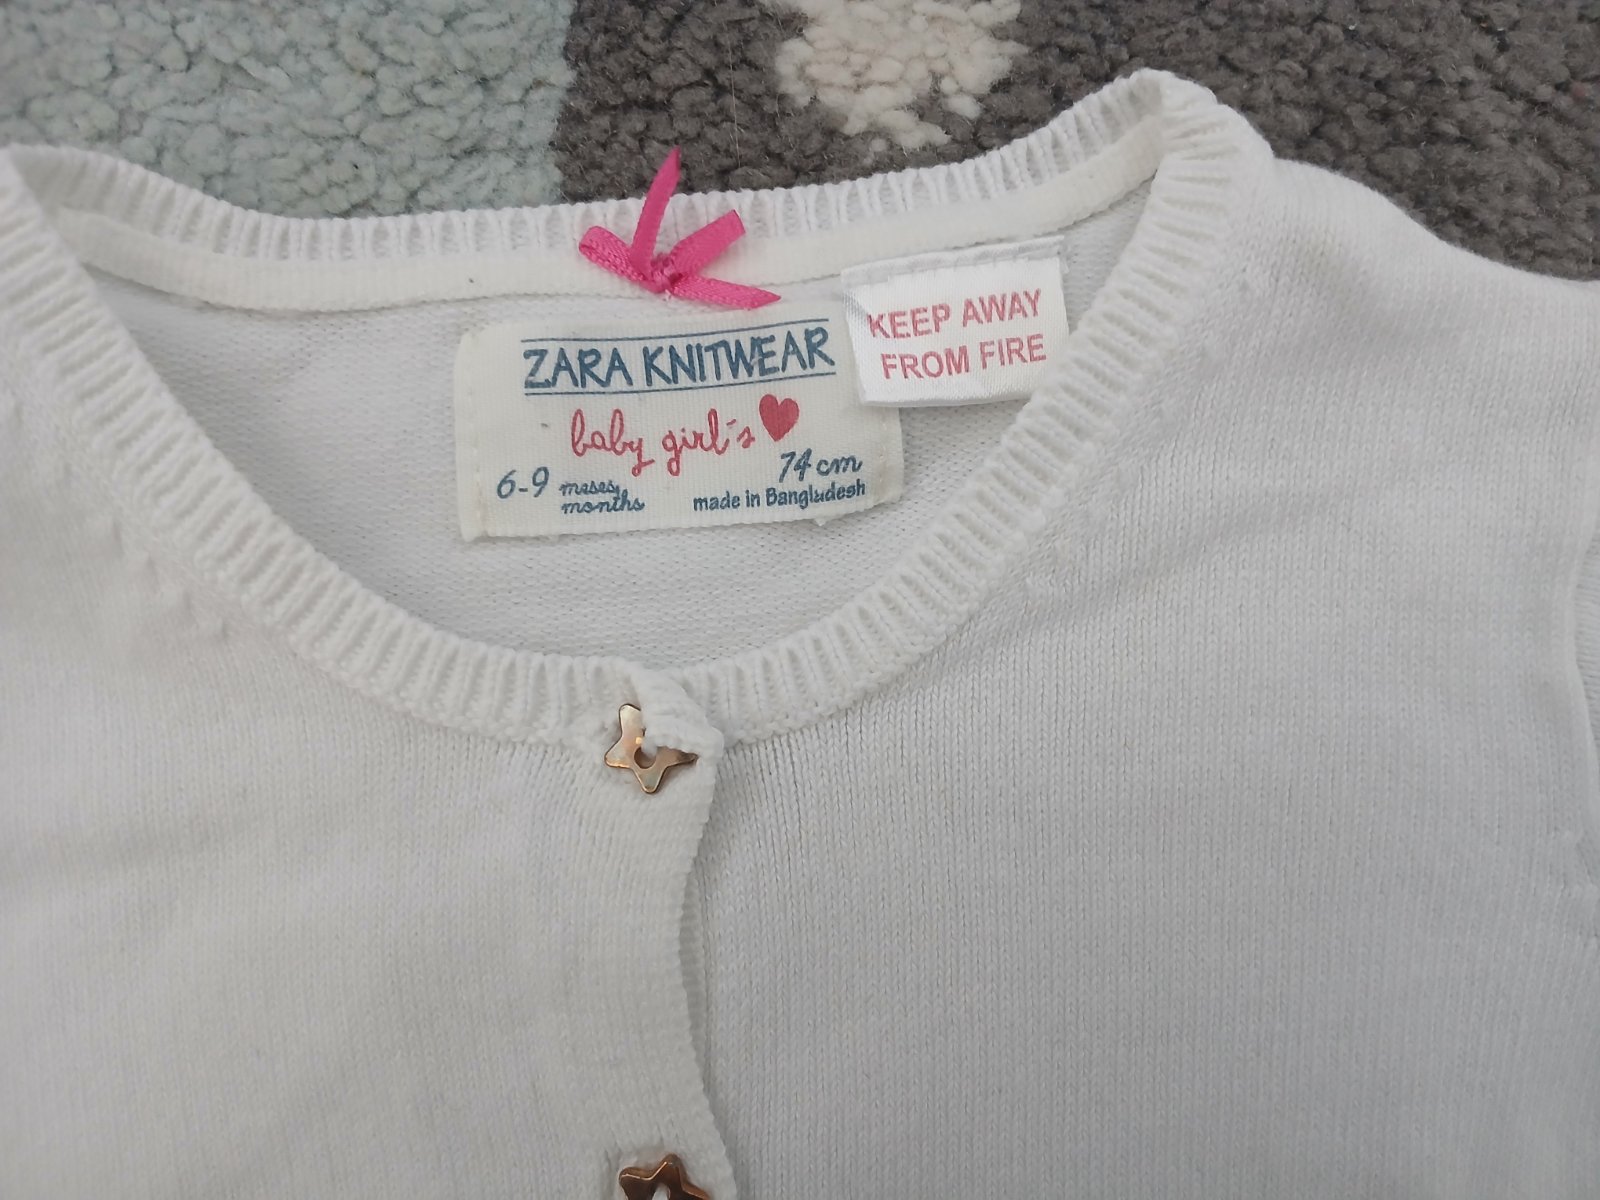 ZARA KNITWEAR
baby girl's
74 cm
6-9 meses
months
made in Bangladesh
KEEP AWAY
FROM FIRE